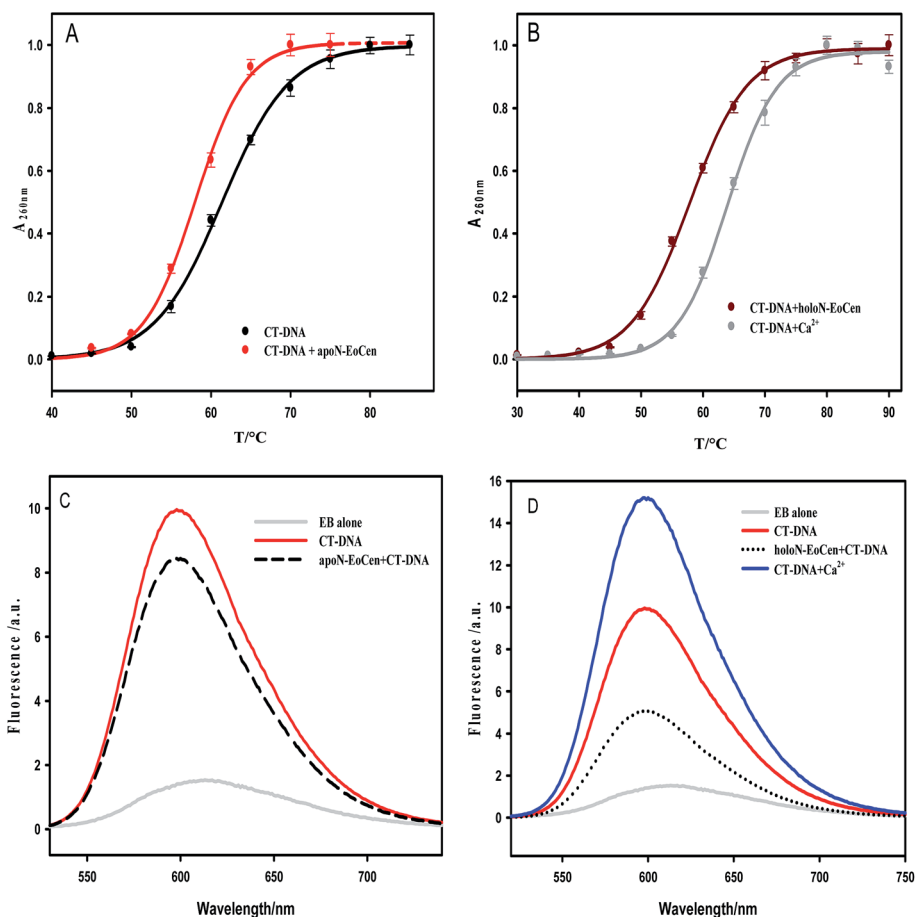 A
1.0
0.8
0.6
0.4
0.2
0.0
A 260nm
CT-DNA
CT-DNA + apoN-EoCen
40 50 60 70 80
T/°C
B
1.0
0.8
0.6
0.4
0.2
0.0
A 260nm
CT-DNA+holoN-EoCen
CT-DNA+Ca2+
30 40 50 60 70 80 90
T/°C
C
10
8
6
4
2
0
Fluorescence /a.u.
EB alone
CT-DNA
apoN-EoCen+CT-DNA
550 600 650 700
Wavelength/nm
D
16
14
12
10
8
6
4
2
0
Fluorescence /a.u.
EB alone
CT-DNA
holoN-EoCen+CT-DNA
CT-DNA+Ca2+
550 600 650 700 750
Wavelength/nm